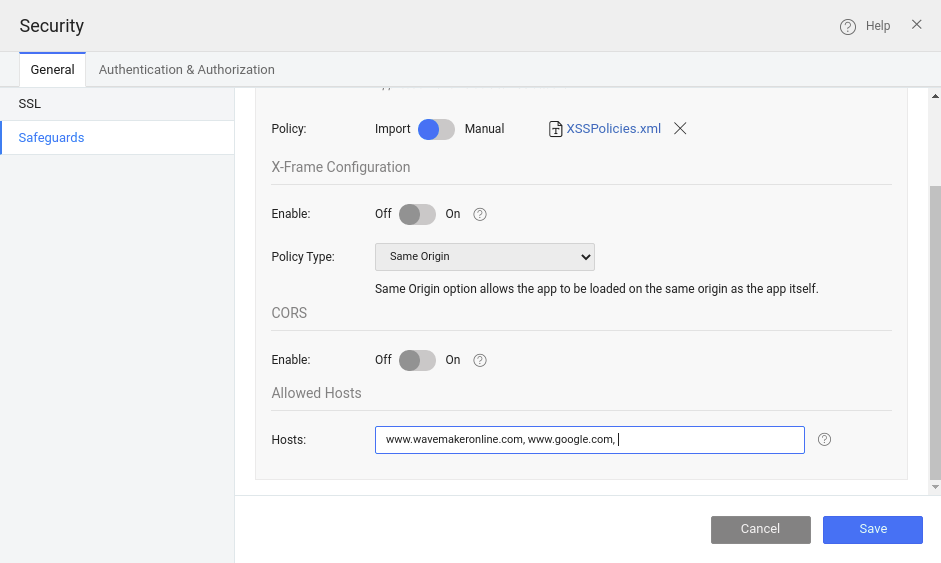 Security
Help
General
Authentication & Authorization
SSL
Safeguards
Policy:
Import
Manual
XSSPolicies.xml
X-Frame Configuration
Enable:
Off
On
Policy Type:
Same Origin
Same Origin option allows the app to be loaded on the same origin as the app itself.
CORS
Enable:
Off
On
Allowed Hosts
Hosts:
www.wavemakeronline.com, www.google.com,
Cancel
Save